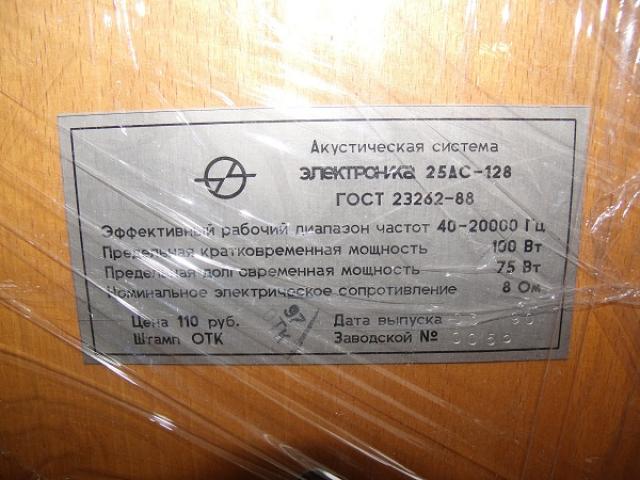 Акустическая система
ЭЛЕКТРОНИКА 25АС-128
ГОСТ 23262-88
Эффективный рабочий диапазон частот 40-20000 Гц
Предельная кратковременная мощность 100 Вт
Предельная долговременная мощность 75 Вт
Номинальное электрическое сопротивление 8 Ом
Цена 110 руб. Дата выпуска
Штамп ОТК Заводской №
97
ОТК